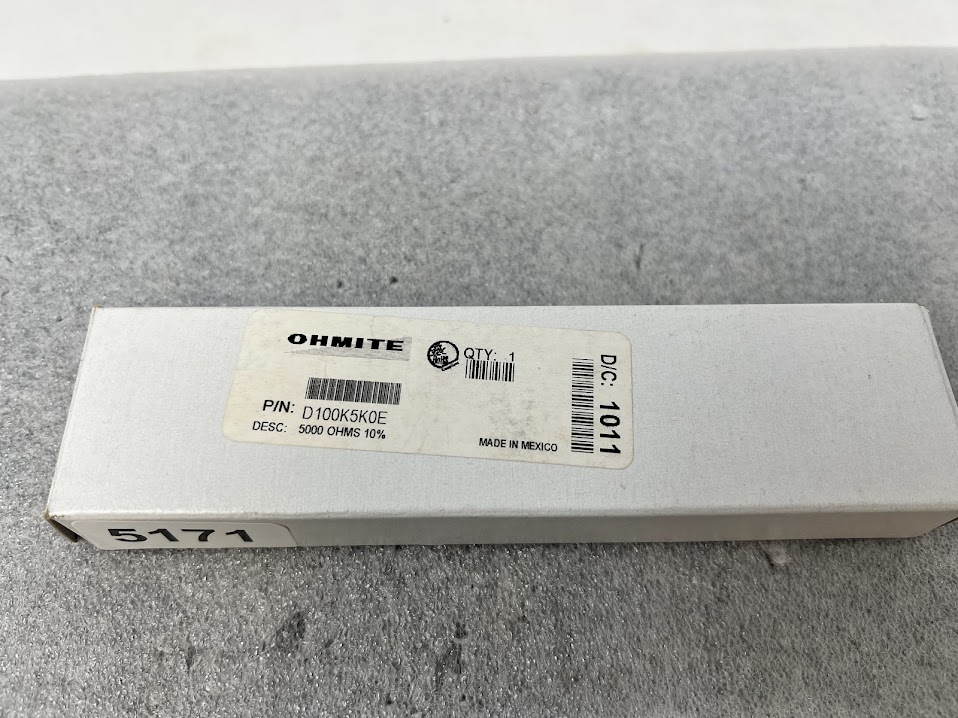 OHMITE
QTY: 1
P/N: D100K5K0E
DESC: 5000 OHMS 10%
MADE IN MEXICO
D/C: 1011
5171